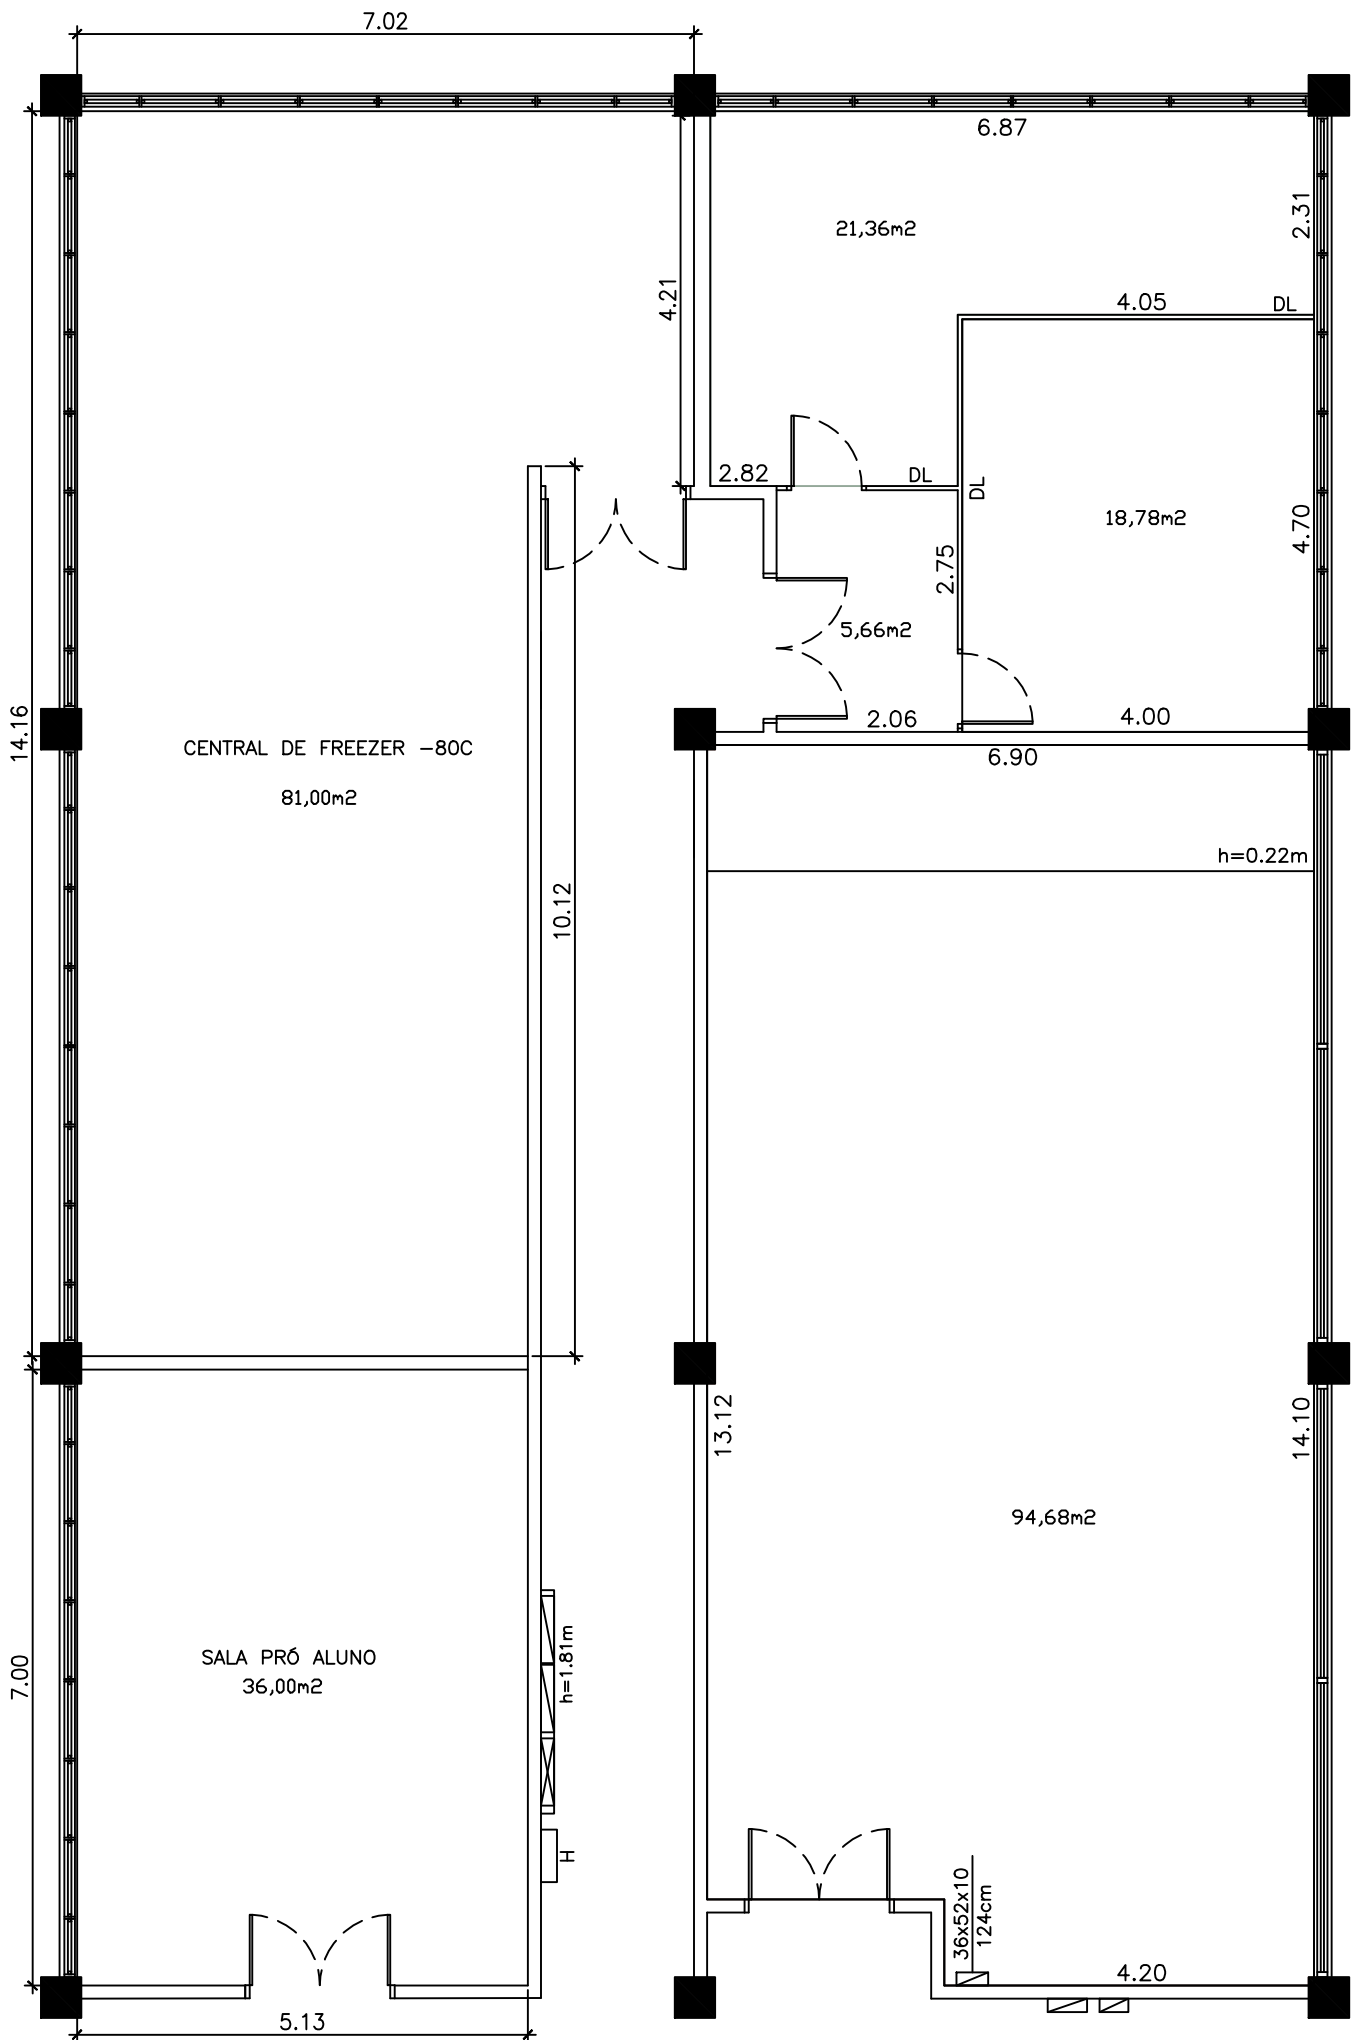 7.02
6.87
2.31
21,36m2
4.21
4.05
DL
2.82
DL
DL
18,78m2
4.70
2.75
5,66m2
2.06
4.00
14.16
CENTRAL DE FREEZER -80C
81,00m2
6.90
h=0.22m
10.12
13.12
14.10
94,68m2
SALA PRÓ ALUNO
36,00m2
7.00
h=1.81m
H
36x52x10
124cm
4.20
5.13